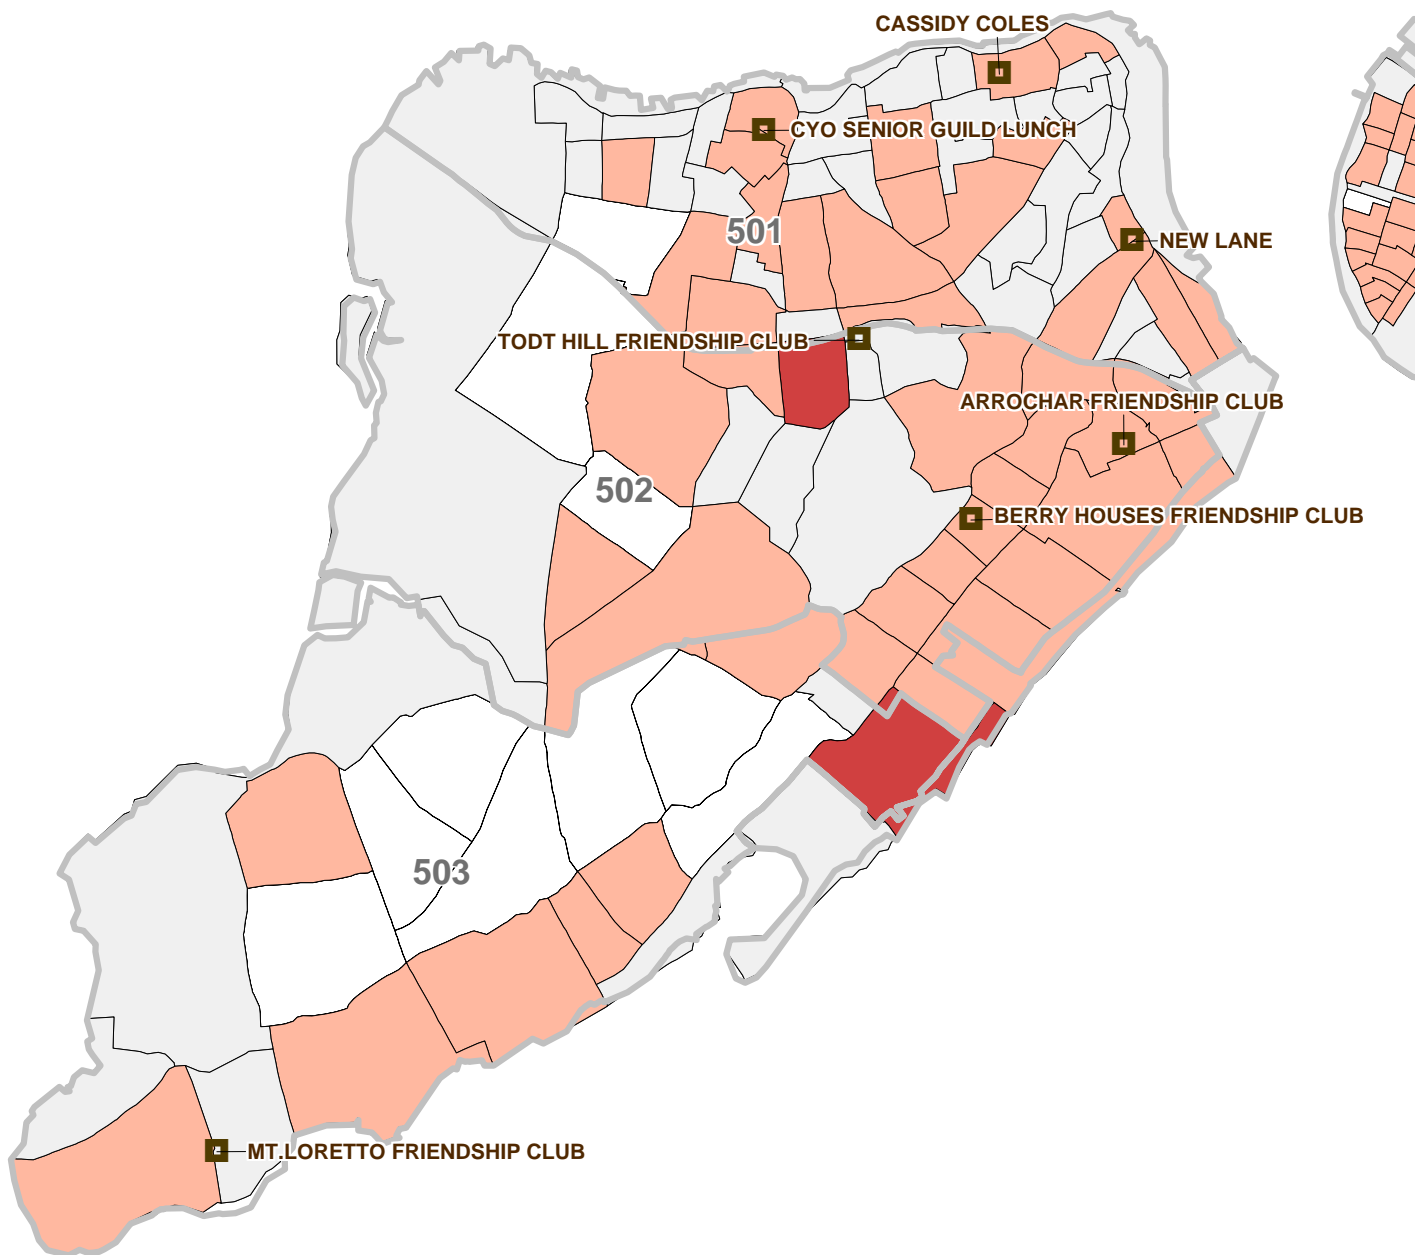 CASSIDY COLES
CYO SENIOR GUILD LUNCH
501
NEW LANE
TODT HILL FRIENDSHIP CLUB
ARROCHAR FRIENDSHIP CLUB
502
BERRY HOUSES FRIENDSHIP CLUB
503
MT.LORETTO FRIENDSHIP CLUB